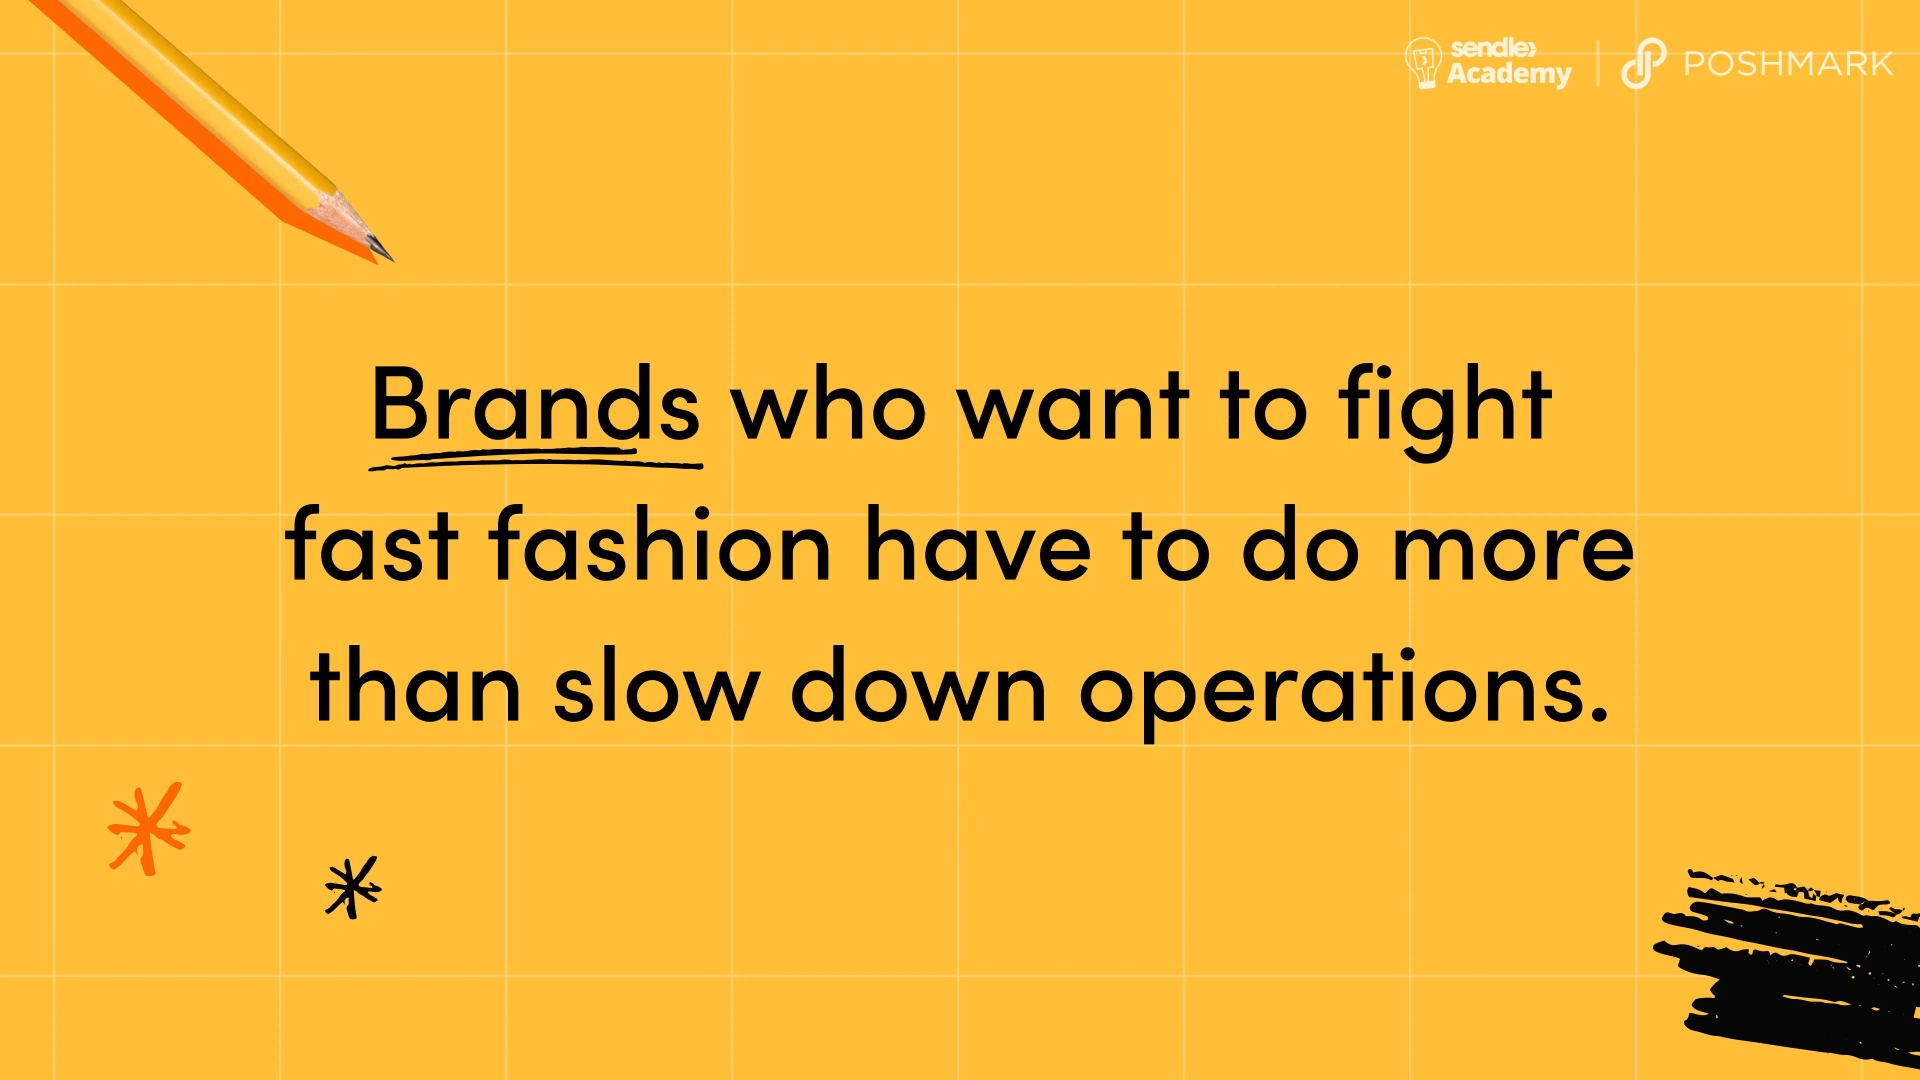 sendle
Academy
POSHMARK
Brands who want to fight
fast fashion have to do more
than slow down operations.